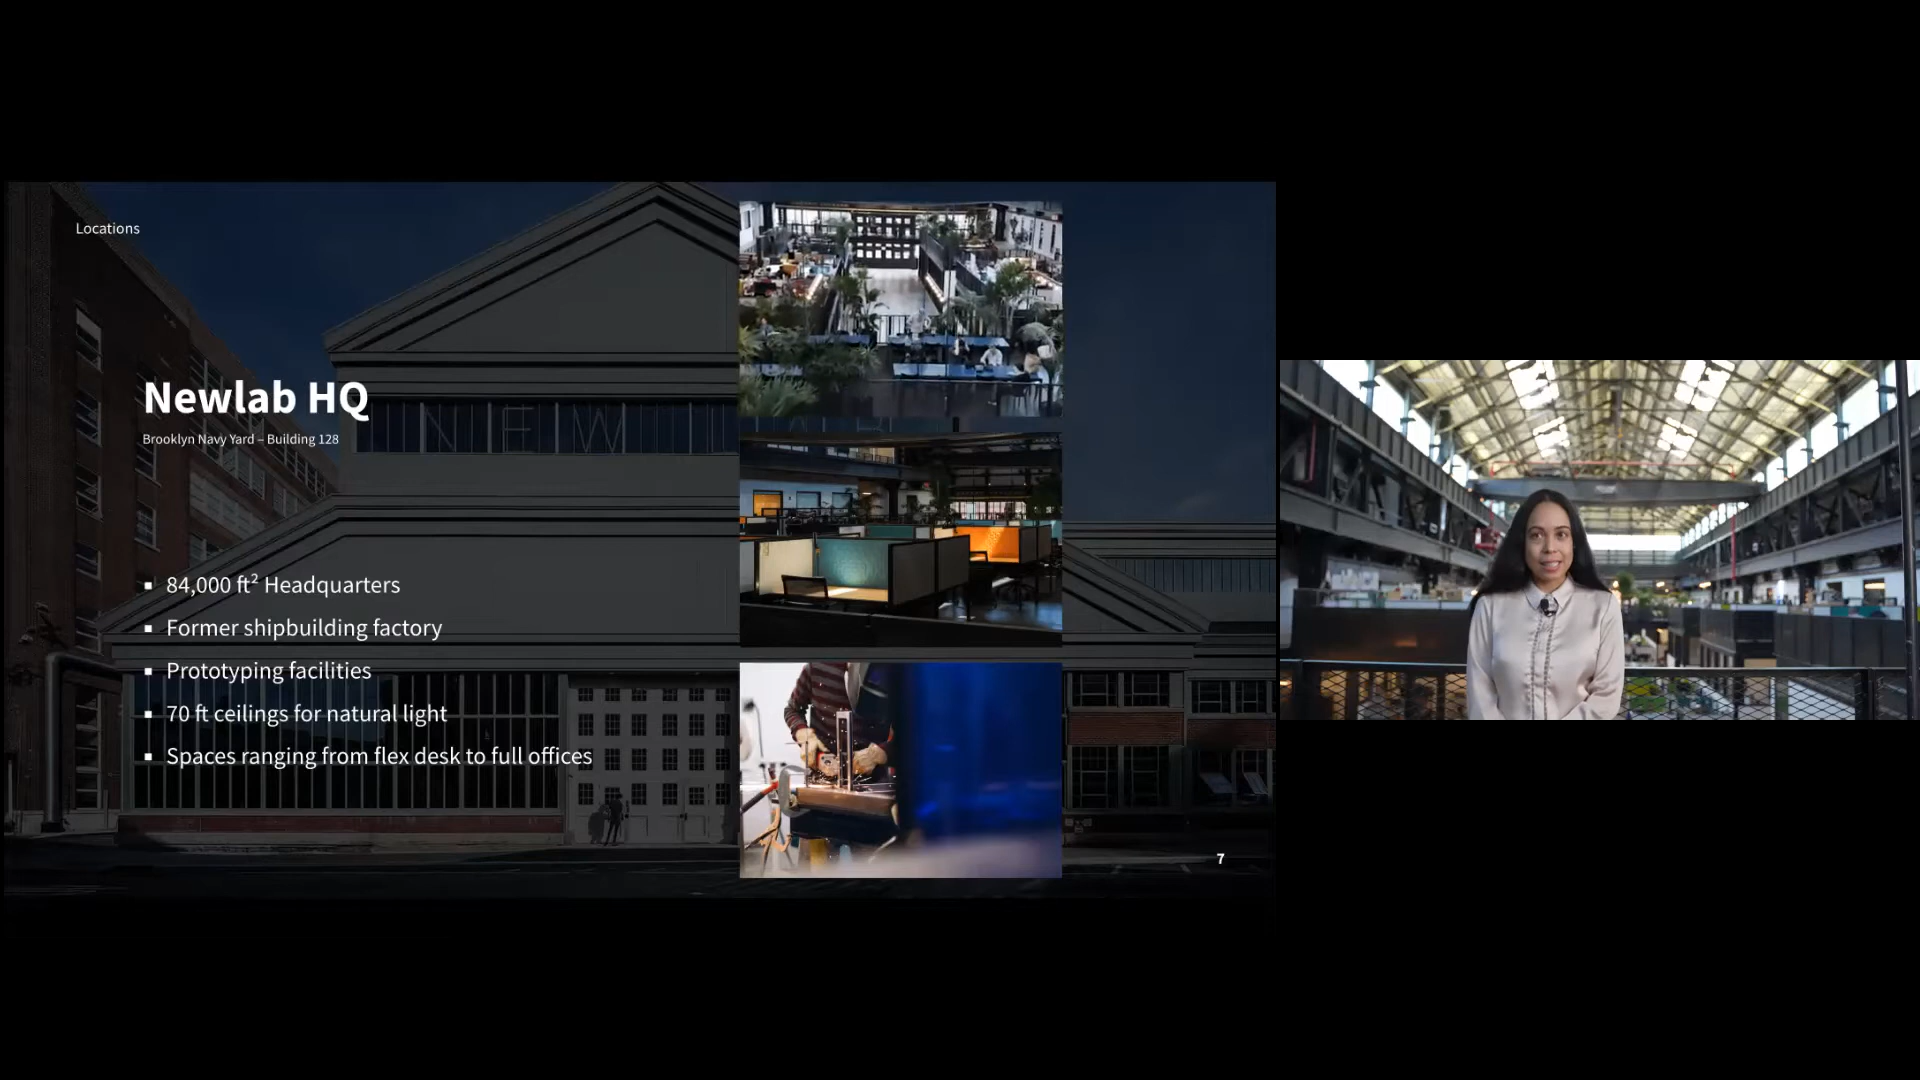 Locations
Newlab HQ
Brooklyn Navy Yard – Building 128
▪ 84,000 ft² Headquarters
▪ Former shipbuilding factory
▪ Prototyping facilities
▪ 70 ft ceilings for natural light
▪ Spaces ranging from flex desk to full offices
NEW
7